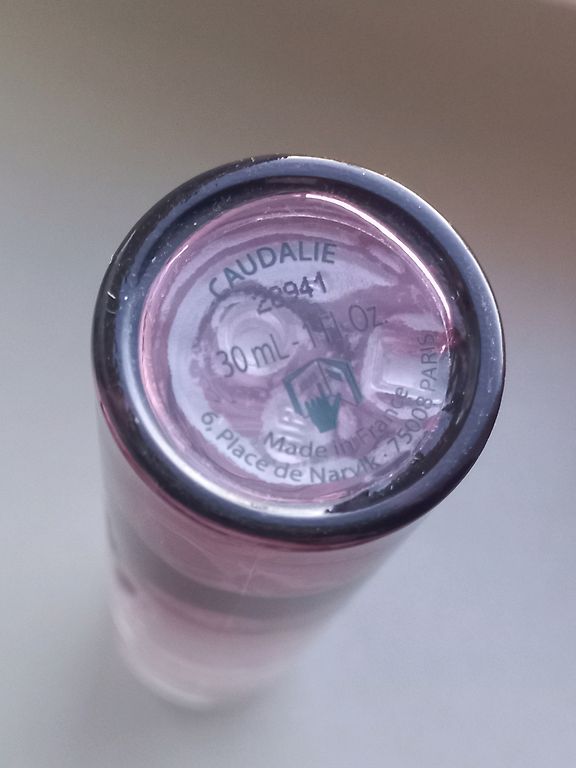 CAUDALIE
28941
30 mL - 1 Fl. Oz.
Made in France
6, Place de Narvik · 75008 PARIS